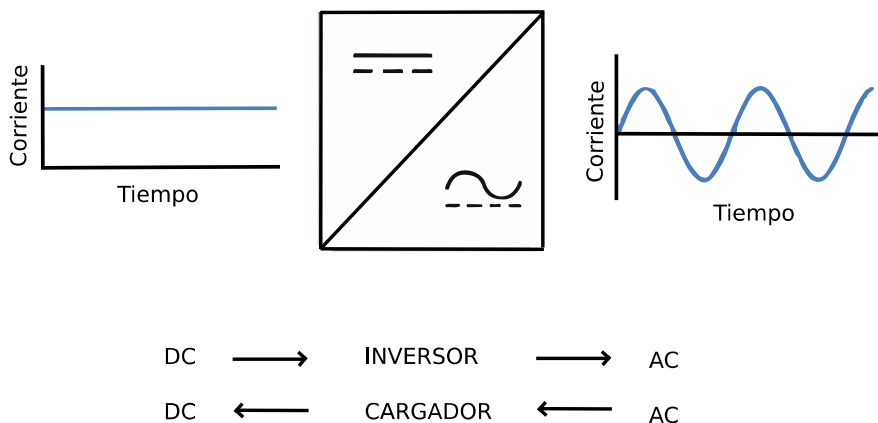 Corriente
Tiempo
Corriente
Tiempo
DC INVERSOR AC
DC CARGADOR AC